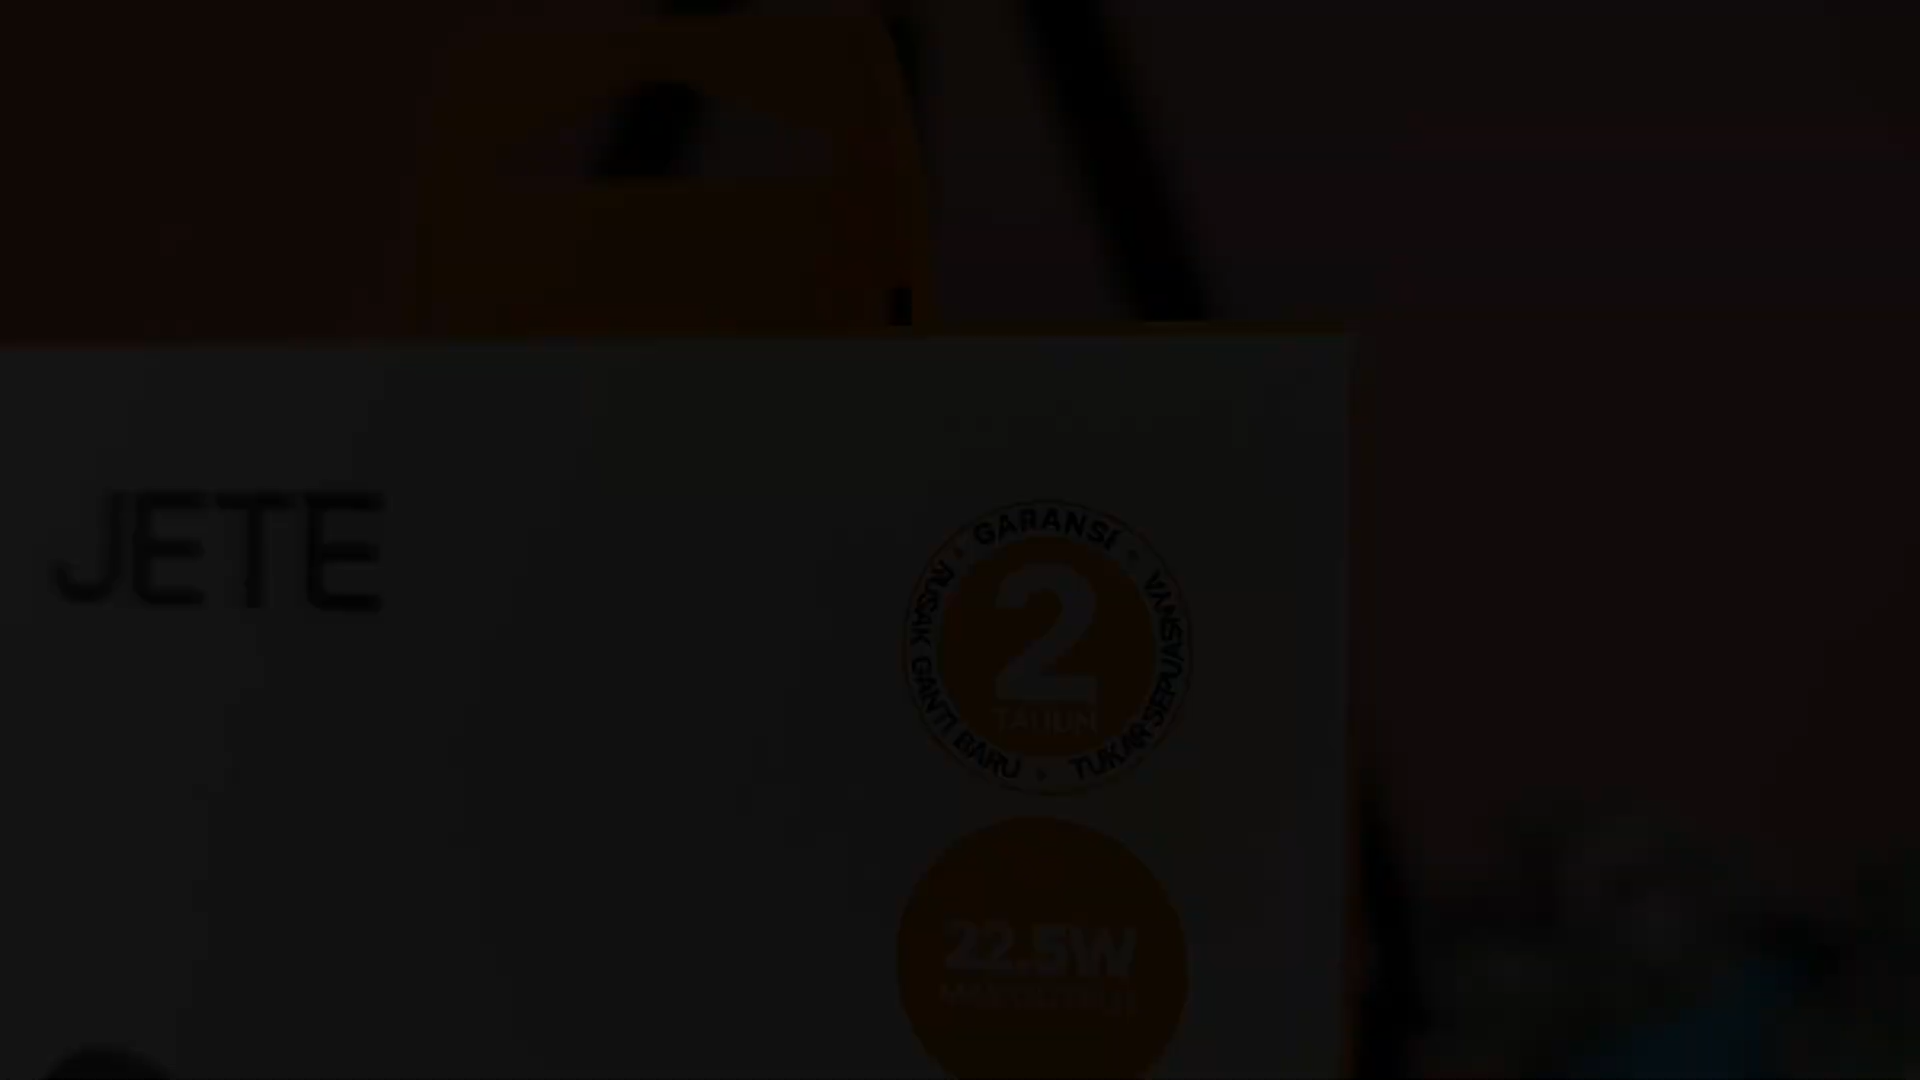 JETE
GARANSI
2
TAHUN
RUSAK GANTI BARU • TUKAR SEPUASNYA
22.5W